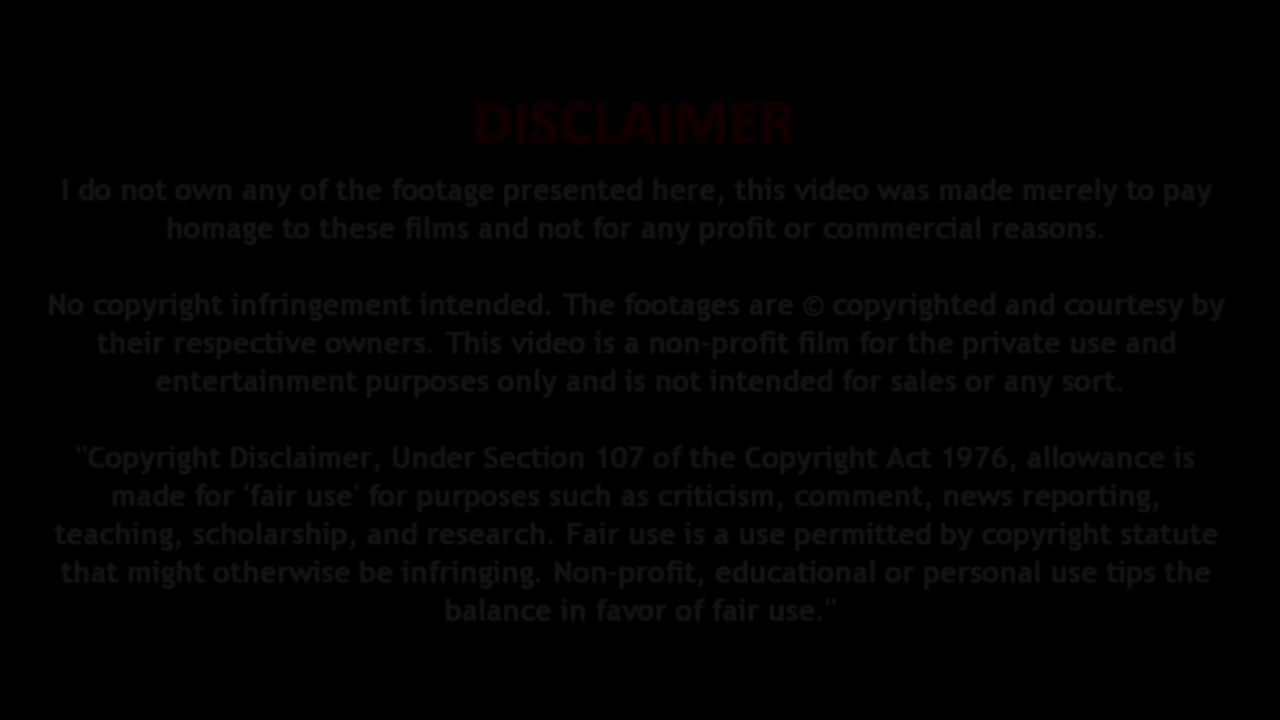 DISCLAIMER
I do not own any of the footage presented here, this video was made merely to pay
homage to these films and not for any profit or commercial reasons.
No copyright infringement intended. The footages are © copyrighted and courtesy by
their respective owners. This video is a non-profit film for the private use and
entertainment purposes only and is not intended for sales or any sort.
"Copyright Disclaimer, Under Section 107 of the Copyright Act 1976, allowance is
made for 'fair use' for purposes such as criticism, comment, news reporting,
teaching, scholarship, and research. Fair use is a use permitted by copyright statute
that might otherwise be infringing. Non-profit, educational or personal use tips the
balance in favor of fair use."